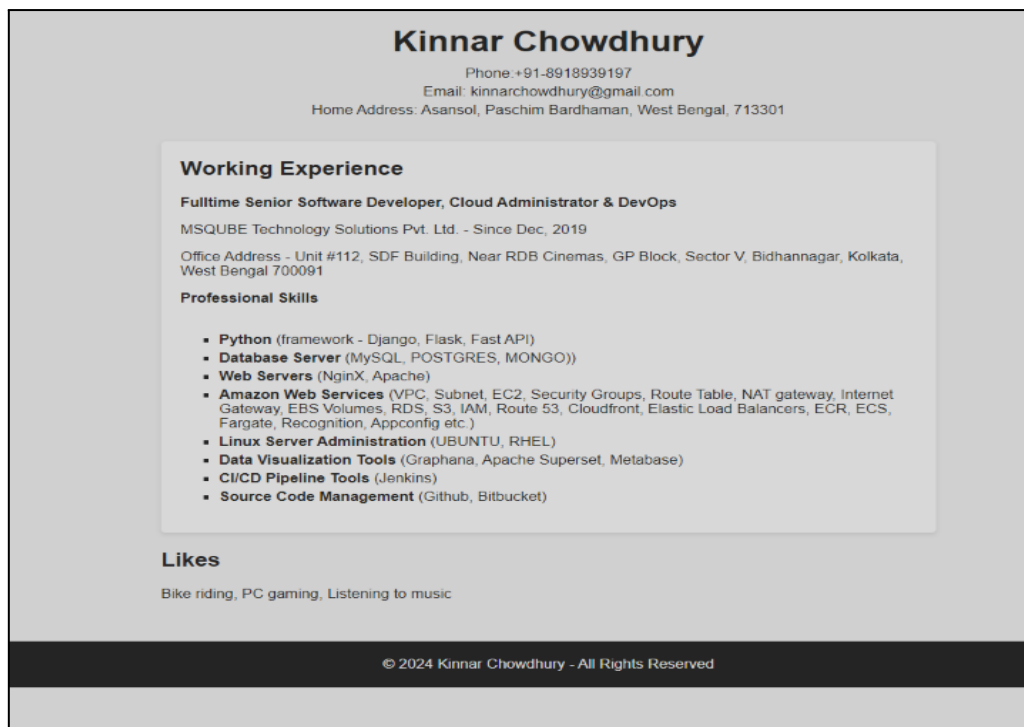 Kinnar Chowdhury
Phone:+91-8918939197
Email: kinnarchowdhury@gmail.com
Home Address: Asansol, Paschim Bardhaman, West Bengal, 713301
Working Experience
Fulltime Senior Software Developer, Cloud Administrator & DevOps
MSQUBE Technology Solutions Pvt. Ltd. - Since Dec, 2019
Office Address - Unit #112, SDF Building, Near RDB Cinemas, GP Block, Sector V, Bidhannagar, Kolkata,
West Bengal 700091
Professional Skills
▪ Python (framework - Django, Flask, Fast API)
▪ Database Server (MySQL, POSTGRES, MONGO))
▪ Web Servers (NginX, Apache)
▪ Amazon Web Services (VPC, Subnet, EC2, Security Groups, Route Table, NAT gateway, Internet
Gateway, EBS Volumes, RDS, S3, IAM, Route 53, Cloudfront, Elastic Load Balancers, ECR, ECS,
Fargate, Recognition, Appconfig etc.)
▪ Linux Server Administration (UBUNTU, RHEL)
▪ Data Visualization Tools (Graphana, Apache Superset, Metabase)
▪ CI/CD Pipeline Tools (Jenkins)
▪ Source Code Management (Github, Bitbucket)
Likes
Bike riding, PC gaming, Listening to music
© 2024 Kinnar Chowdhury - All Rights Reserved